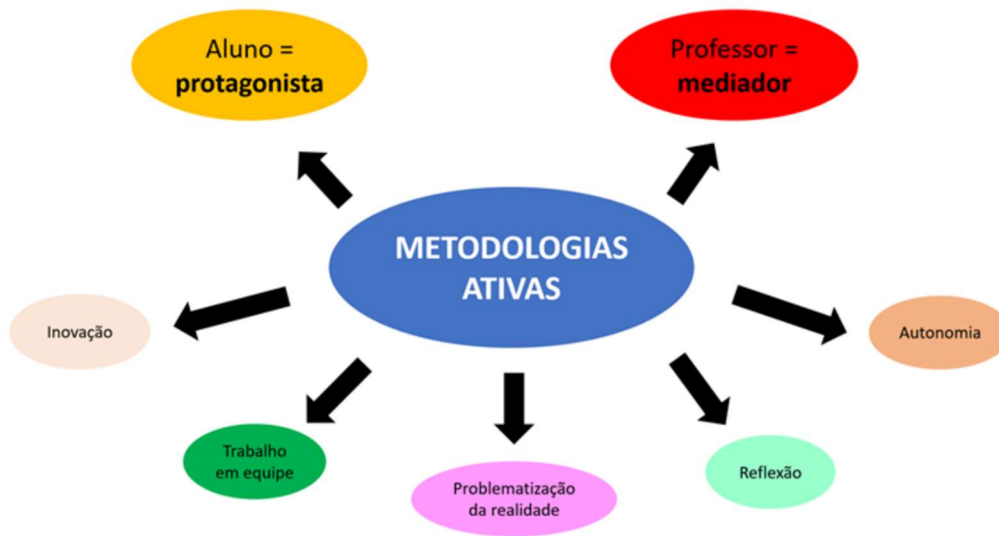 Aluno =
protagonista
Professor =
mediador
METODOLOGIAS
ATIVAS
Inovação
Autonomia
Trabalho
em equipe
Problematização
da realidade
Reflexão